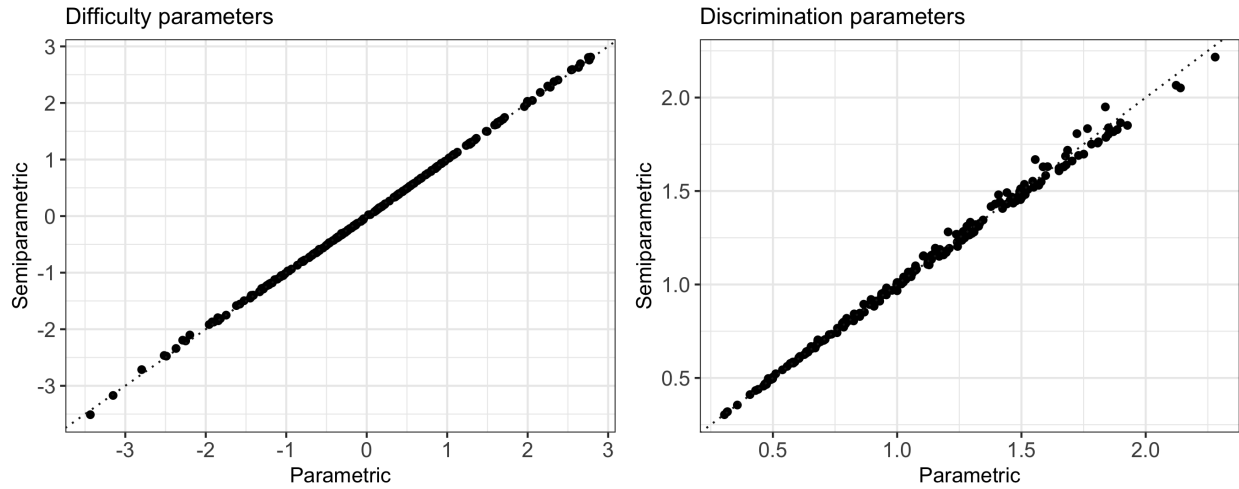 Difficulty parameters
3
2
1
0
-1
-2
-3
Semiparametric
-3 -2 -1 0 1 2 3
Parametric
Discrimination parameters
2.0
1.5
1.0
0.5
Semiparametric
0.5 1.0 1.5 2.0
Parametric